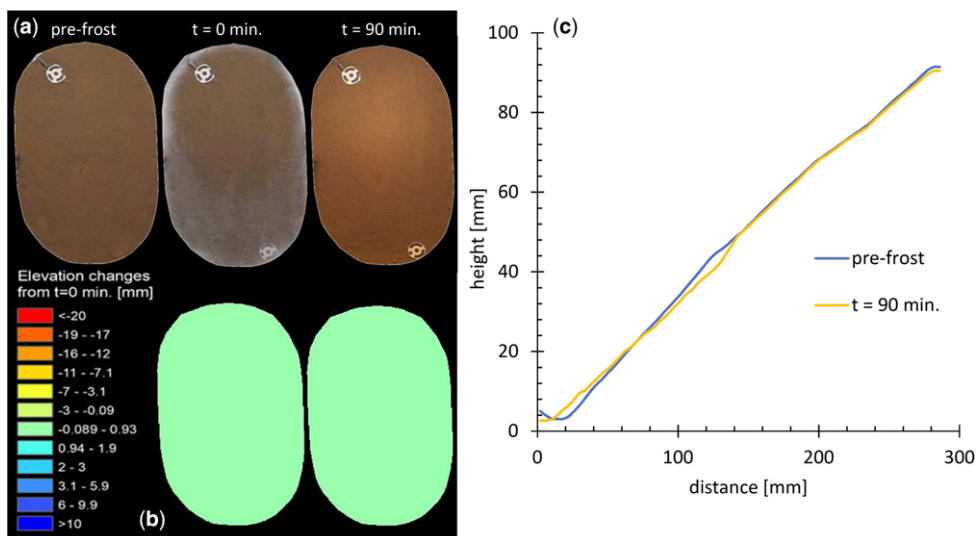 (a) pre-frost t = 0 min. t = 90 min.
Elevation changes
from t=0 min. [mm]
<-20
-19 - -17
-16 - -12
-11 - -7.1
-7 - -3.1
-3 - -0.09
-0.089 - 0.93
0.94 - 1.9
2 - 3
3.1 - 5.9
6 - 9.9
>10
(b)
(c)
100
80
60
40
20
0
height [mm]
0 100 200 300
distance [mm]
pre-frost
t = 90 min.